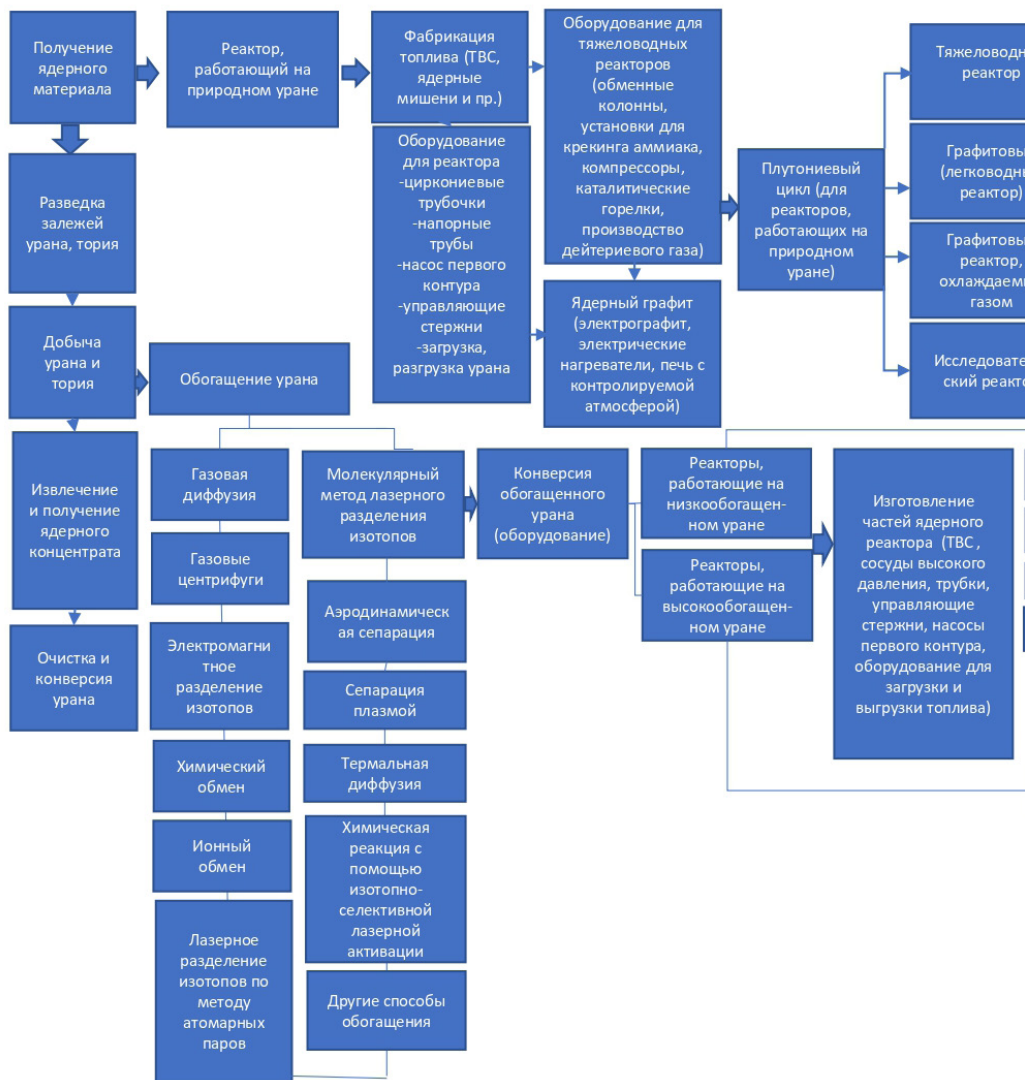 Получение
ядерного
материала
Реактор,
работающий на
природном уране
Фабрикация
топлива (ТВС,
ядерные
мишени и пр.)
Оборудование для
тяжеловодных
реакторов
(обменные
колонны,
установки для
крекинга аммиака,
компрессоры,
каталитические
горелки,
производство
дейтериевого газа)
Плутониевый
цикл (для
реакторов,
работающих на
природном
уране)
реактор
Графитовый
реактор)
Графитовый
реактор,
газом
Оборудование
для реактора
-циркониевые
трубочки
-напорные
трубы
-насос первого
контура
-управляющие
стержни
-загрузка,
разгрузка урана
Ядерный графит
(электрографит,
электрические
нагреватели, печь с
контролируемой
атмосферой)
Разведка
залежей
урана, тория
Добыча
урана и
тория
Обогащение урана
Извлечение
и получение
ядерного
концентрата
Очистка и
конверсия
урана
Газовая
диффузия
Газовые
центрифуги
Электромагни
тное
разделение
изотопов
Химический
обмен
Ионный
обмен
Лазерное
разделение
изотопов по
методу
атомарных
паров
Молекулярный
метод лазерного
разделения
изотопов
Аэродинамическ
ая сепарация
Сепарация
плазмой
Термальная
диффузия
Химическая
реакция с
помощью
изотопно-
селективной
лазерной
активации
Другие способы
обогащения
Конверсия
обогащенного
урана
(оборудование)
Реакторы,
работающие на
низкообогащен-
ном уране
Реакторы,
работающие на
высокообогащен-
ном уране
Изготовление
частей ядерного
реактора (ТВС ,
сосуды высокого
давления, трубки,
управляющие
стержни, насосы
первого контура,
оборудование для
загрузки и
выгрузки топлива)